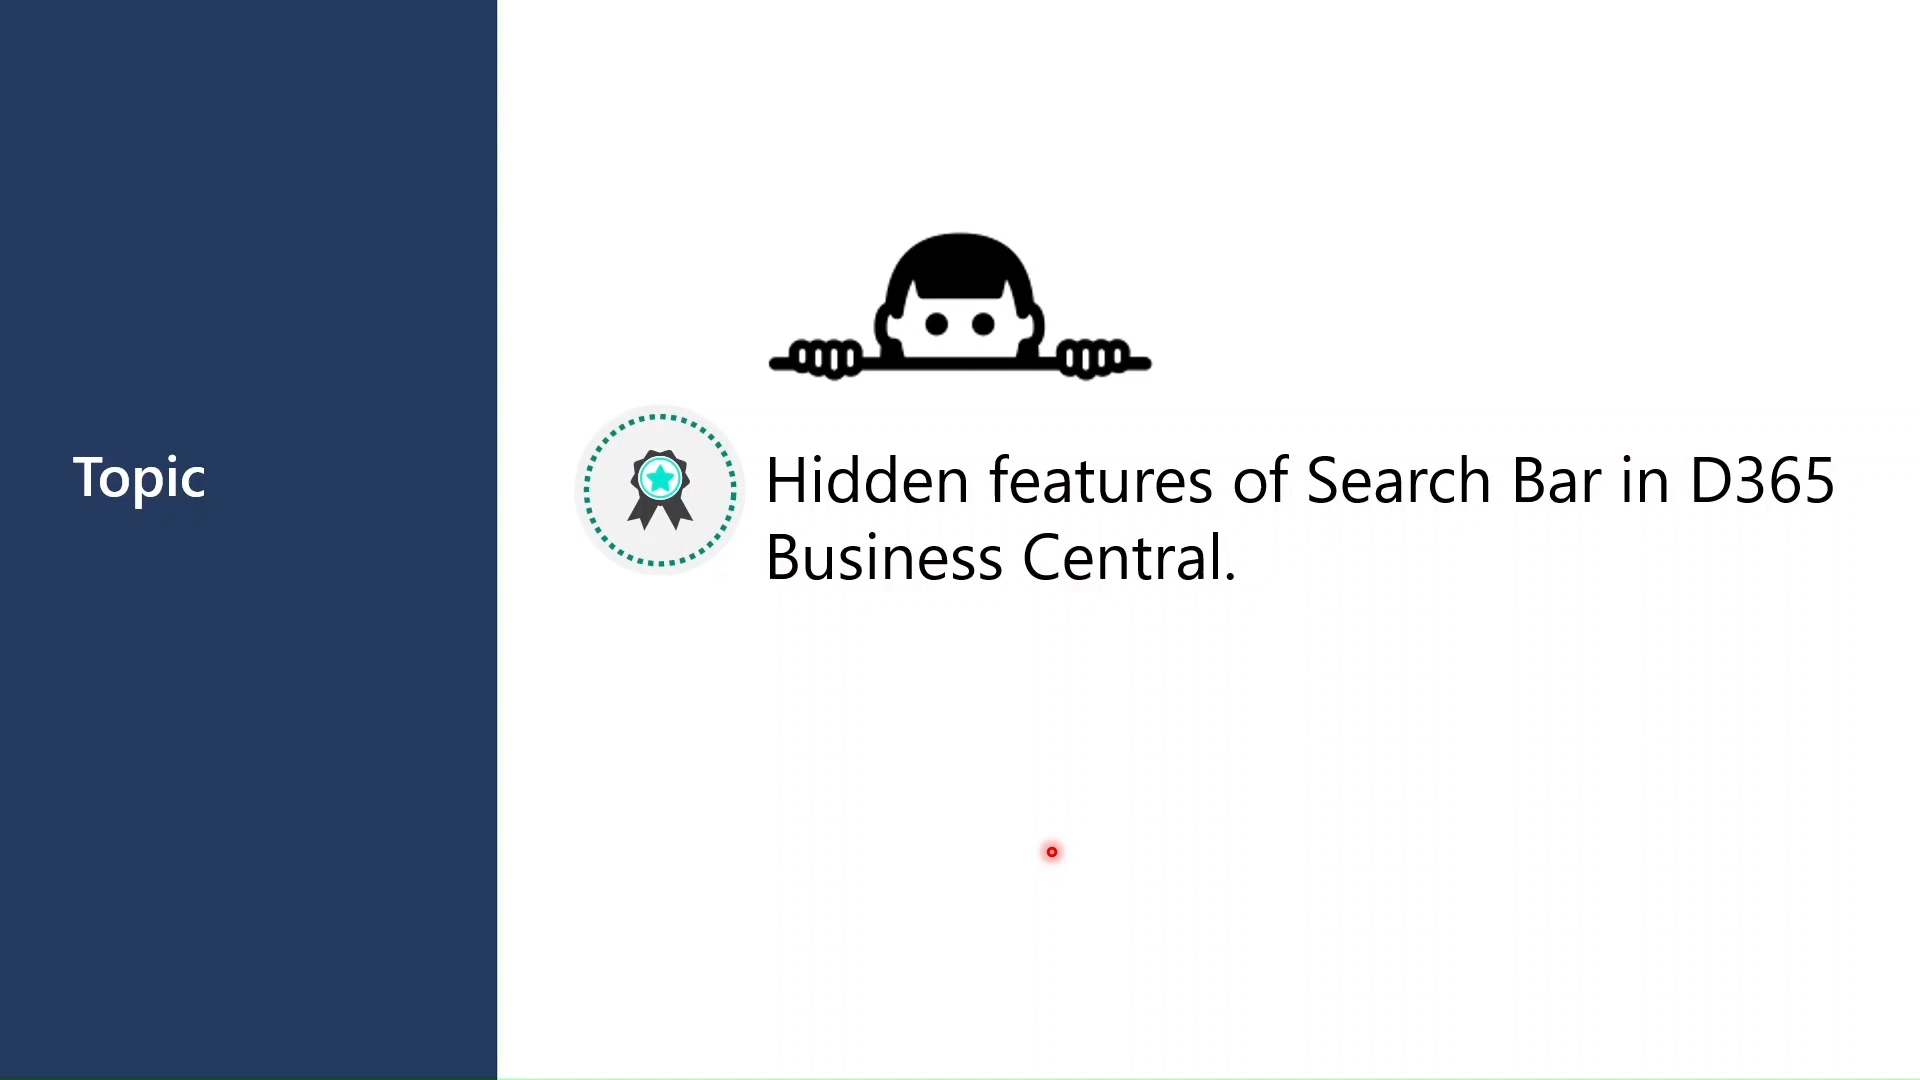 Topic
Hidden features of Search Bar in D365
Business Central.